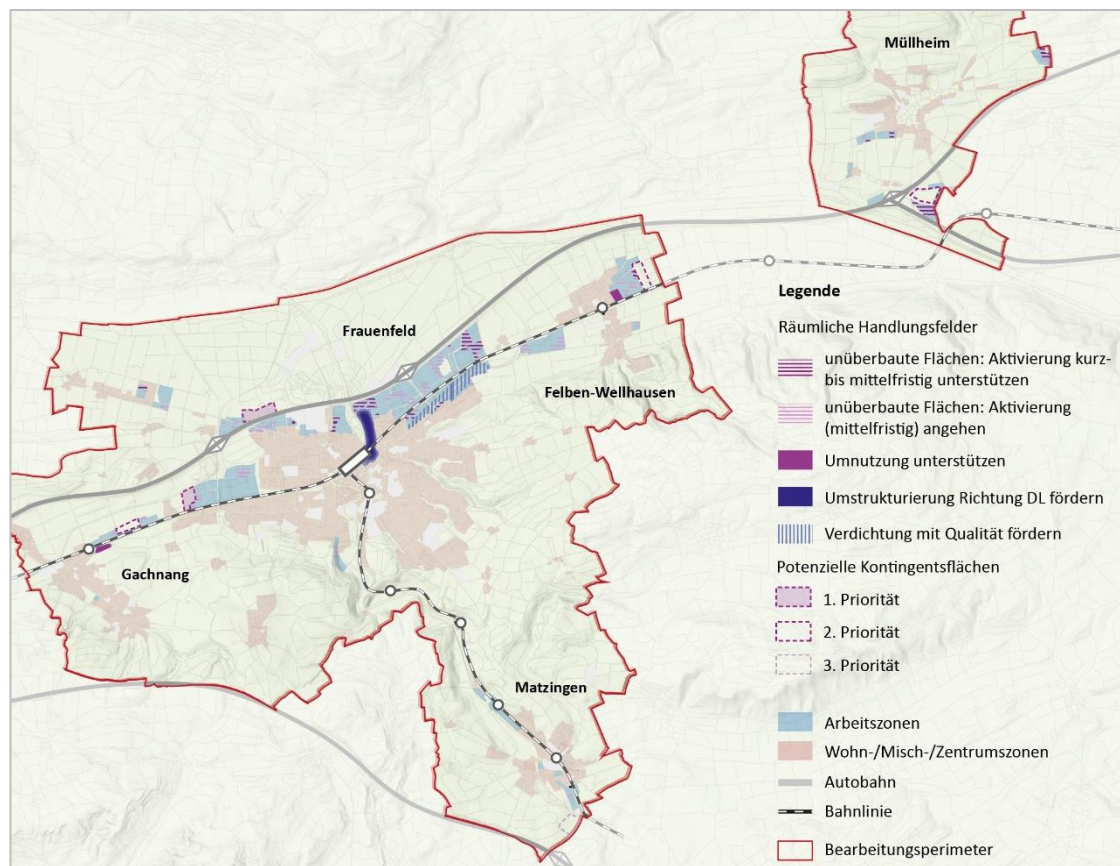 Müllheim
Frauenfeld
Felben-Wellhausen
Gachnang
Matzingen
Legende
Räumliche Handlungsfelder
unüberbaute Flächen: Aktivierung kurz-
bis mittelfristig unterstützen
unüberbaute Flächen: Aktivierung
(mittelfristig) angehen
Umnutzung unterstützen
Umstrukturierung Richtung DL fördern
Verdichtung mit Qualität fördern
Potenzielle Kontingentsflächen
1. Priorität
2. Priorität
3. Priorität
Arbeitszonen
Wohn-/Misch-/Zentrumszonen
Autobahn
Bahnlinie
Bearbeitungsperimeter